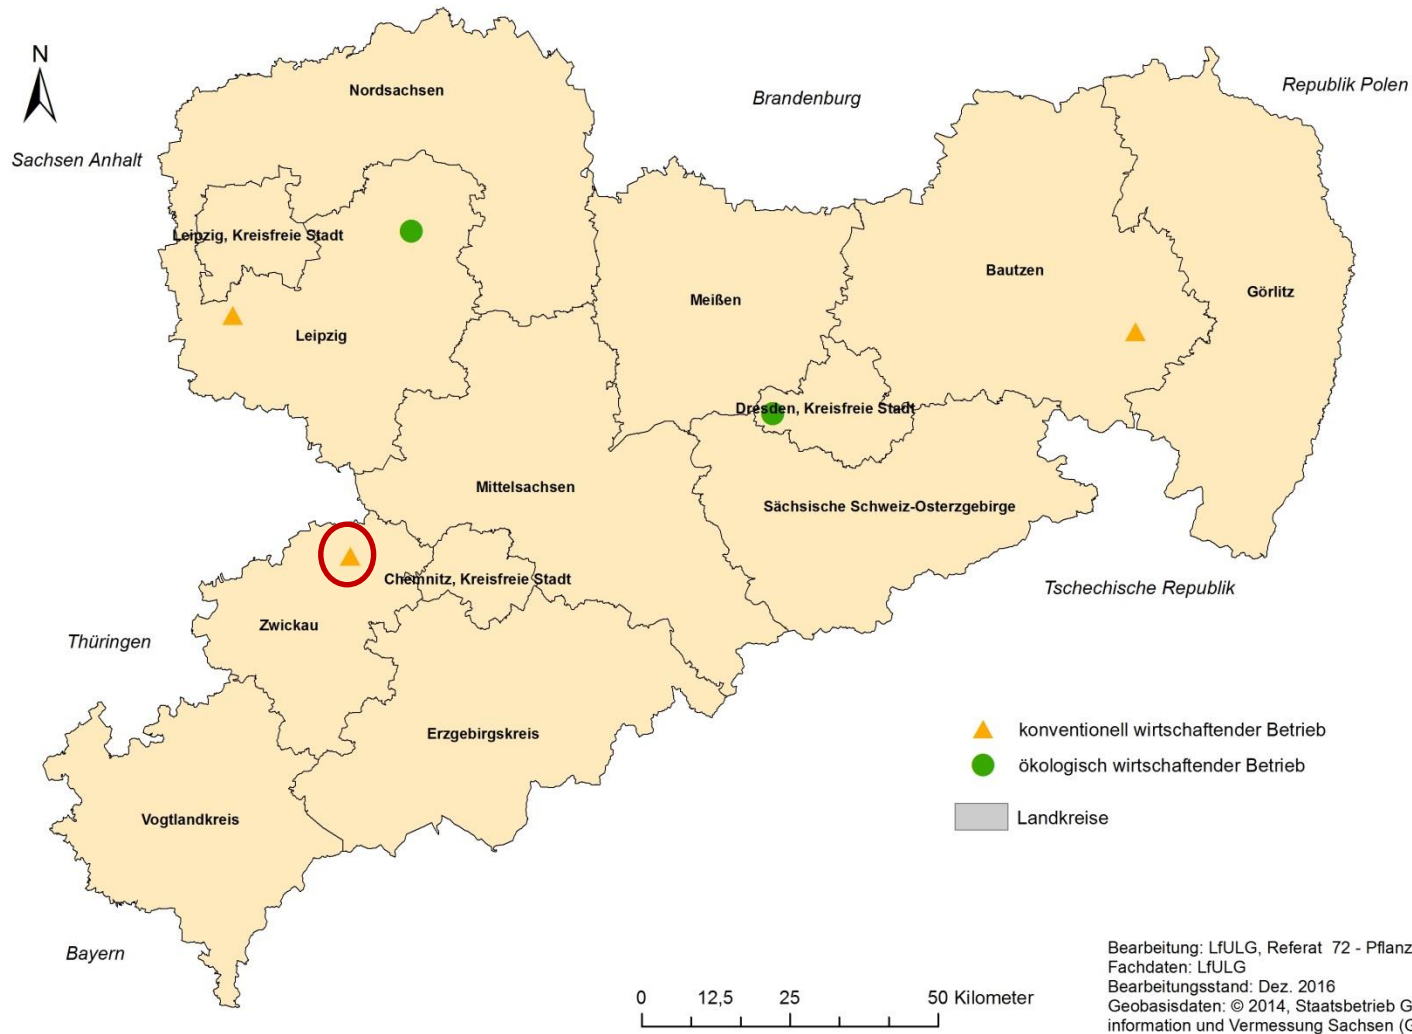 N
Nordsachsen
Brandenburg
Republik Polen
Sachsen Anhalt
Leipzig, Kreisfreie Stadt
Bautzen
Görlitz
Meißen
Leipzig
Dresden, Kreisfreie Stadt
Mittelsachsen
Sächsische Schweiz-Osterzgebirge
Chemnitz, Kreisfreie Stadt
Tschechische Republik
Zwickau
Thüringen
Erzgebirgskreis
konventionell wirtschaftender Betrieb
ökologisch wirtschaftender Betrieb
Landkreise
Vogtlandkreis
Bayern
0 12,5 25 50 Kilometer
Bearbeitung: LfULG, Referat 72 - Pflanz
Fachdaten: LfULG
Bearbeitungsstand: Dez. 2016
Geobasisdaten: © 2014, Staatsbetrieb G
information und Vermessung Sachsen (G